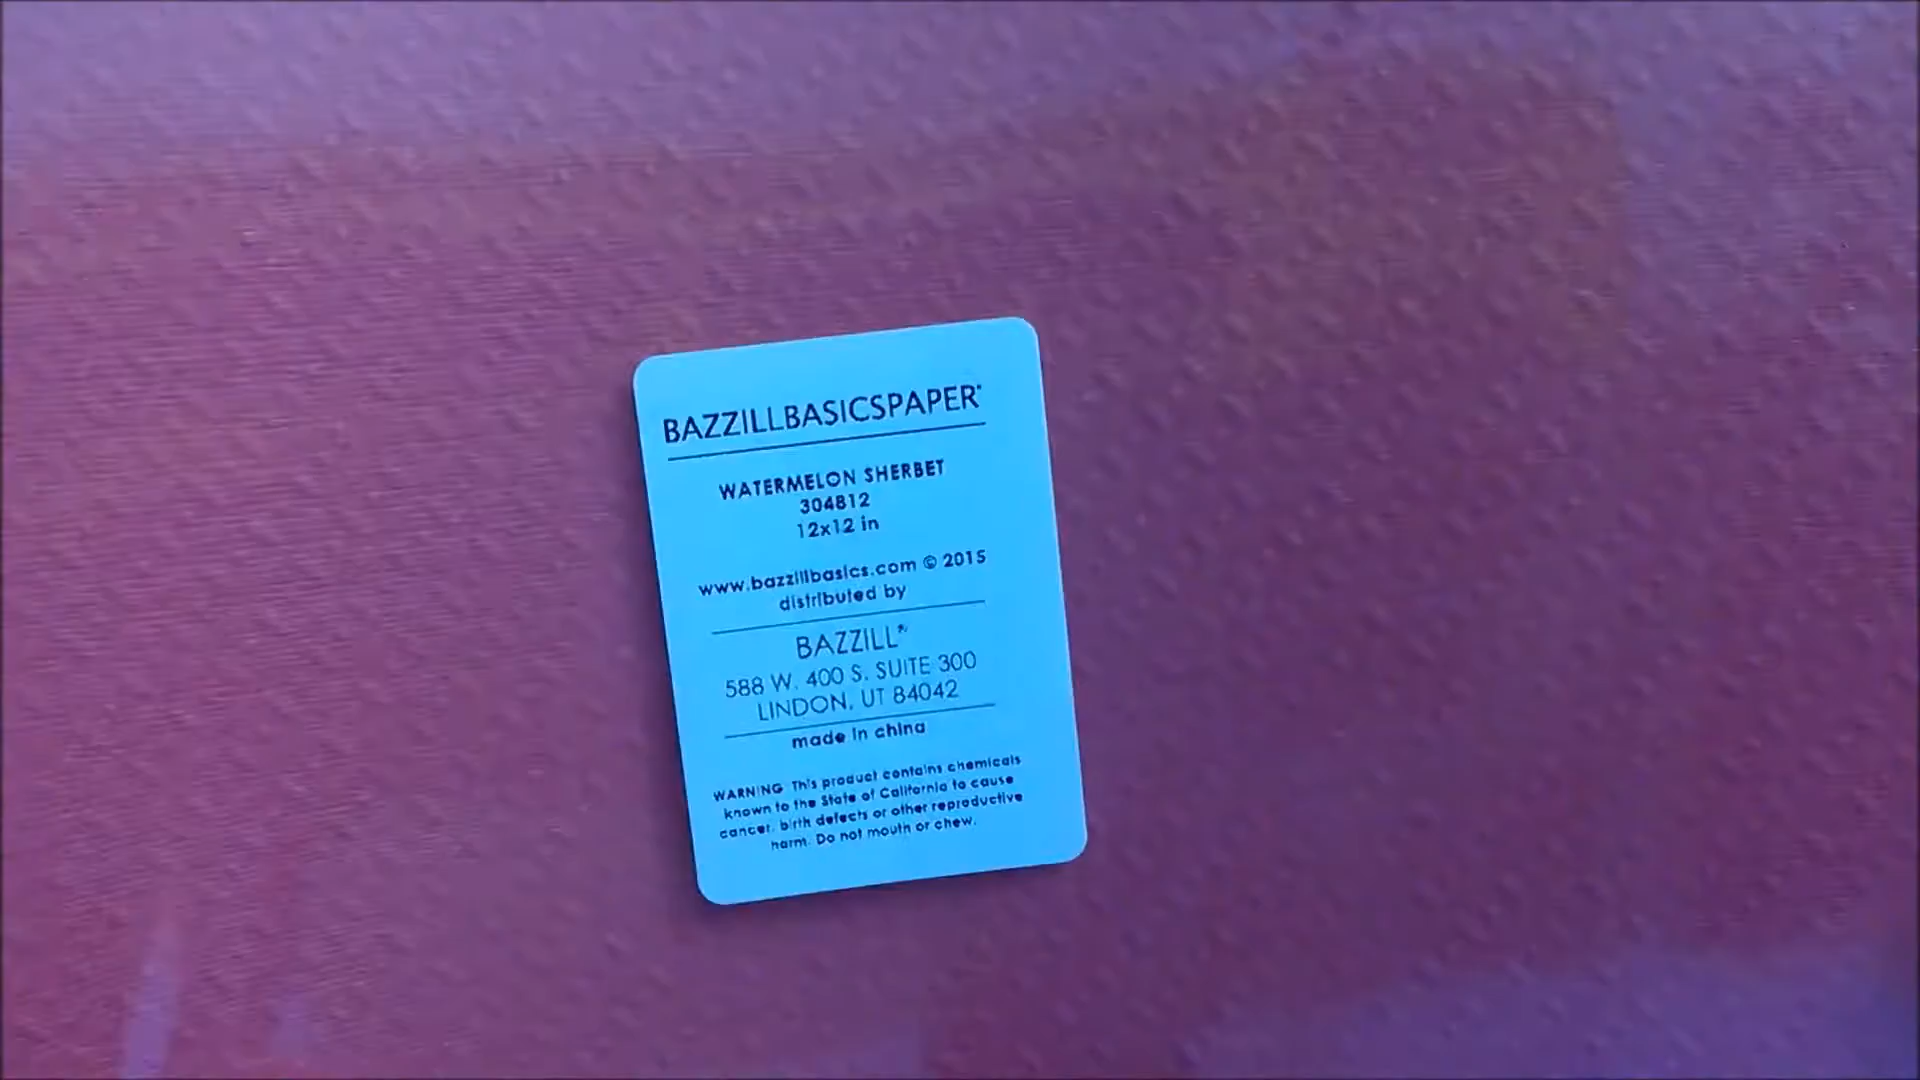 BAZZILLBASICSPAPER
WATERMELON SHERBET
304812
12x12 in
www.bazzillbasics.com © 2015
distributed by
BAZZILL®
588 W. 400 S. SUITE 300
LINDON, UT 84042
made in china
WARNING: This product contains chemicals
known to the State of California to cause
cancer, birth defects or other reproductive
harm. Do not mouth or chew.